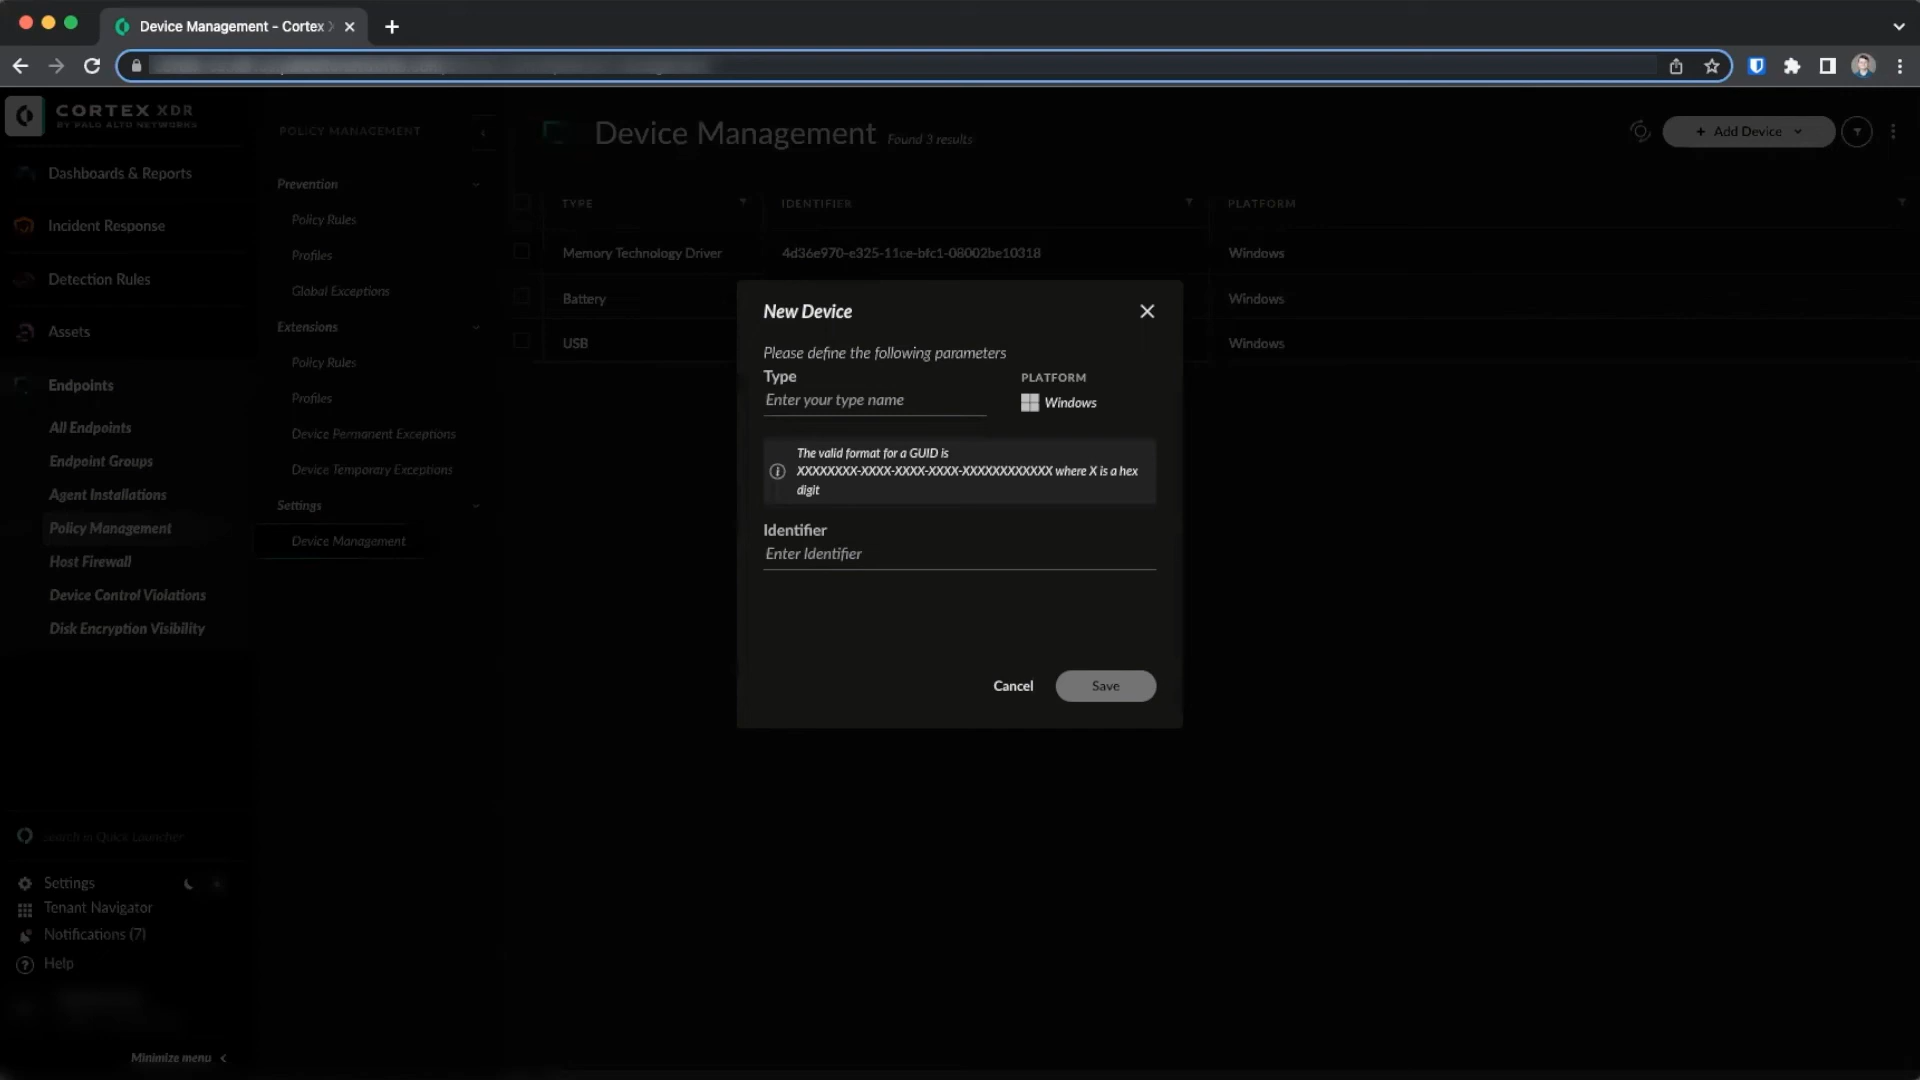 Device Management - Cortex
CORTEX XDR
BY PALO ALTO NETWORKS
Dashboards & Reports
Incident Response
Detection Rules
Assets
Endpoints
All Endpoints
Endpoint Groups
Agent Installations
Policy Management
Host Firewall
Device Control Violations
Disk Encryption Visibility
Search in Quick Launcher
Settings
Tenant Navigator
Notifications (7)
Help
Minimize menu
POLICY MANAGEMENT
Prevention
Policy Rules
Profiles
Global Exceptions
Extensions
Policy Rules
Profiles
Device Permanent Exceptions
Device Temporary Exceptions
Settings
Device Management
Device Management Found 3 results
+ Add Device
TYPE IDENTIFIER PLATFORM
Memory Technology Driver 4d36e970-e325-11ce-bfc1-08002be10318 Windows
Battery Windows
USB Windows
New Device
Please define the following parameters
Type PLATFORM
Enter your type name Windows
The valid format for a GUID is
XXXXXXXX-XXXX-XXXX-XXXX-XXXXXXXXXXXX where X is a hex
digit
Identifier
Enter Identifier
Cancel Save